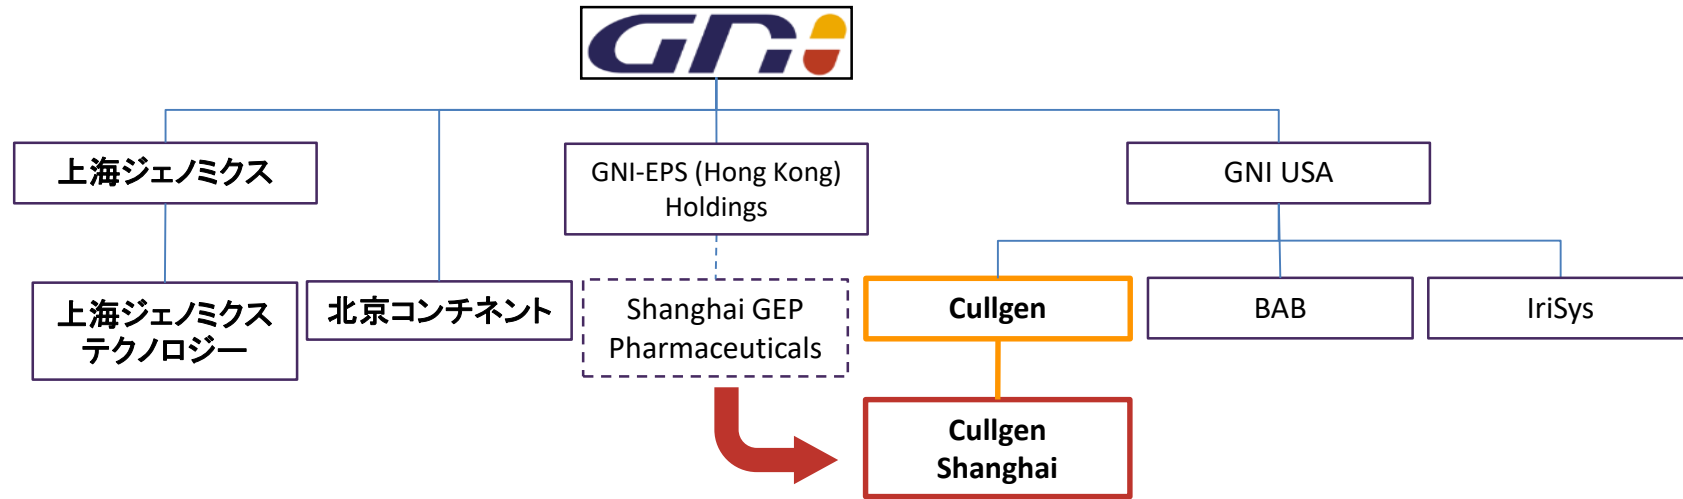 GNI
上海ジェノミクス
GNI-EPS (Hong Kong)
Holdings
GNI USA
上海ジェノミクス
テクノロジー
北京コンチネント
Shanghai GEP
Pharmaceuticals
Cullgen
BAB
IriSys
Cullgen
Shanghai